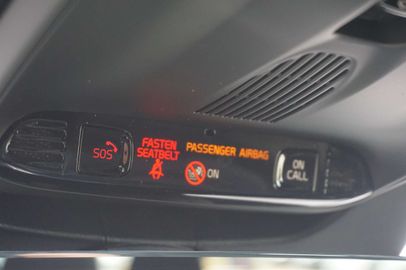 SOS
FASTEN
SEATBELT
PASSENGER AIRBAG
ON
ON
CALL